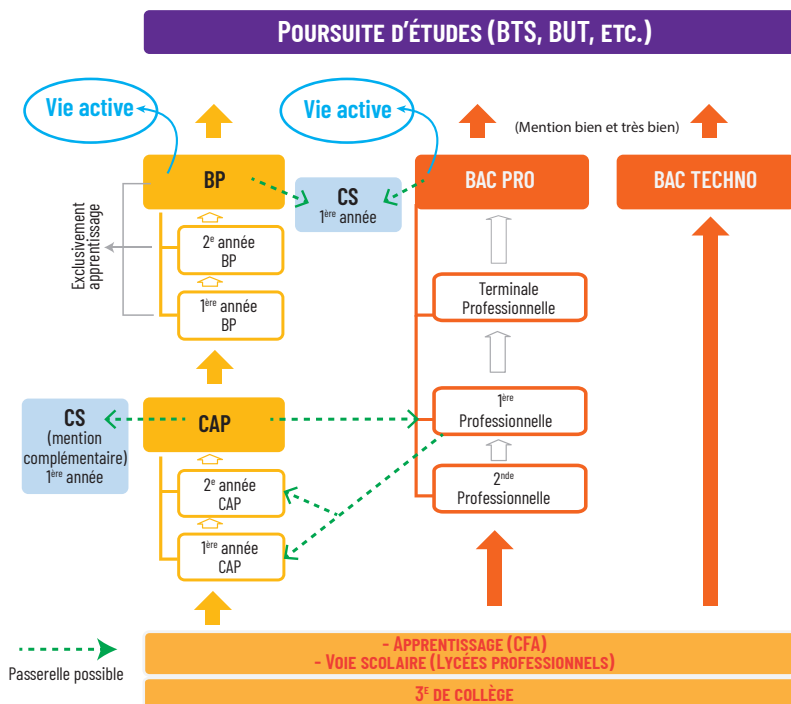 POURSUITE D'ÉTUDES (BTS, BUT, ETC.)
Vie active
Vie active
(Mention bien et très bien)
BP
CS
1ère année
BAC PRO
BAC TECHNO
Exclusivement
apprentissage
2e année
BP
1ère année
BP
Terminale
Professionnelle
CS
(mention
complémentaire)
1ère année
CAP
1ère
Professionnelle
2e année
CAP
2nde
Professionnelle
1ère année
CAP
Passerelle possible
- APPRENTISSAGE (CFA)
- VOIE SCOLAIRE (LYCÉES PROFESSIONNELS)
3E DE COLLÈGE